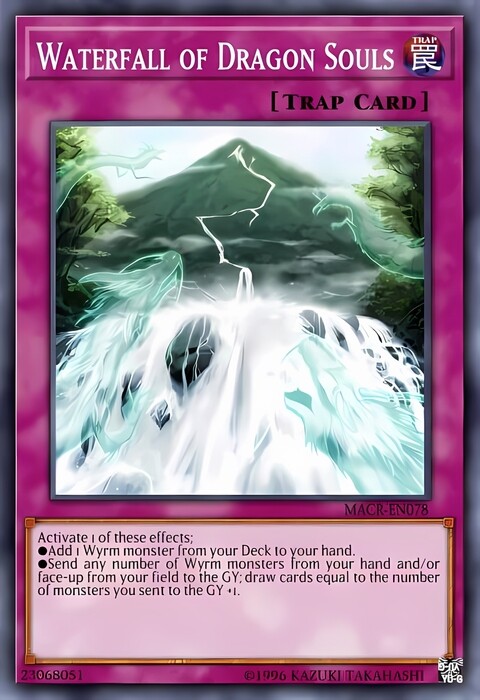 WATERFALL OF DRAGON SOULS
TRAP
罠
[TRAP CARD]
MACR-EN078
Activate 1 of these effects;
●Add 1 Wyrm monster from your Deck to your hand.
●Send any number of Wyrm monsters from your hand and/or
face-up from your field to the GY; draw cards equal to the number
of monsters you sent to the GY +1.
23068051
©1996 KAZUKI TAKAHASHI